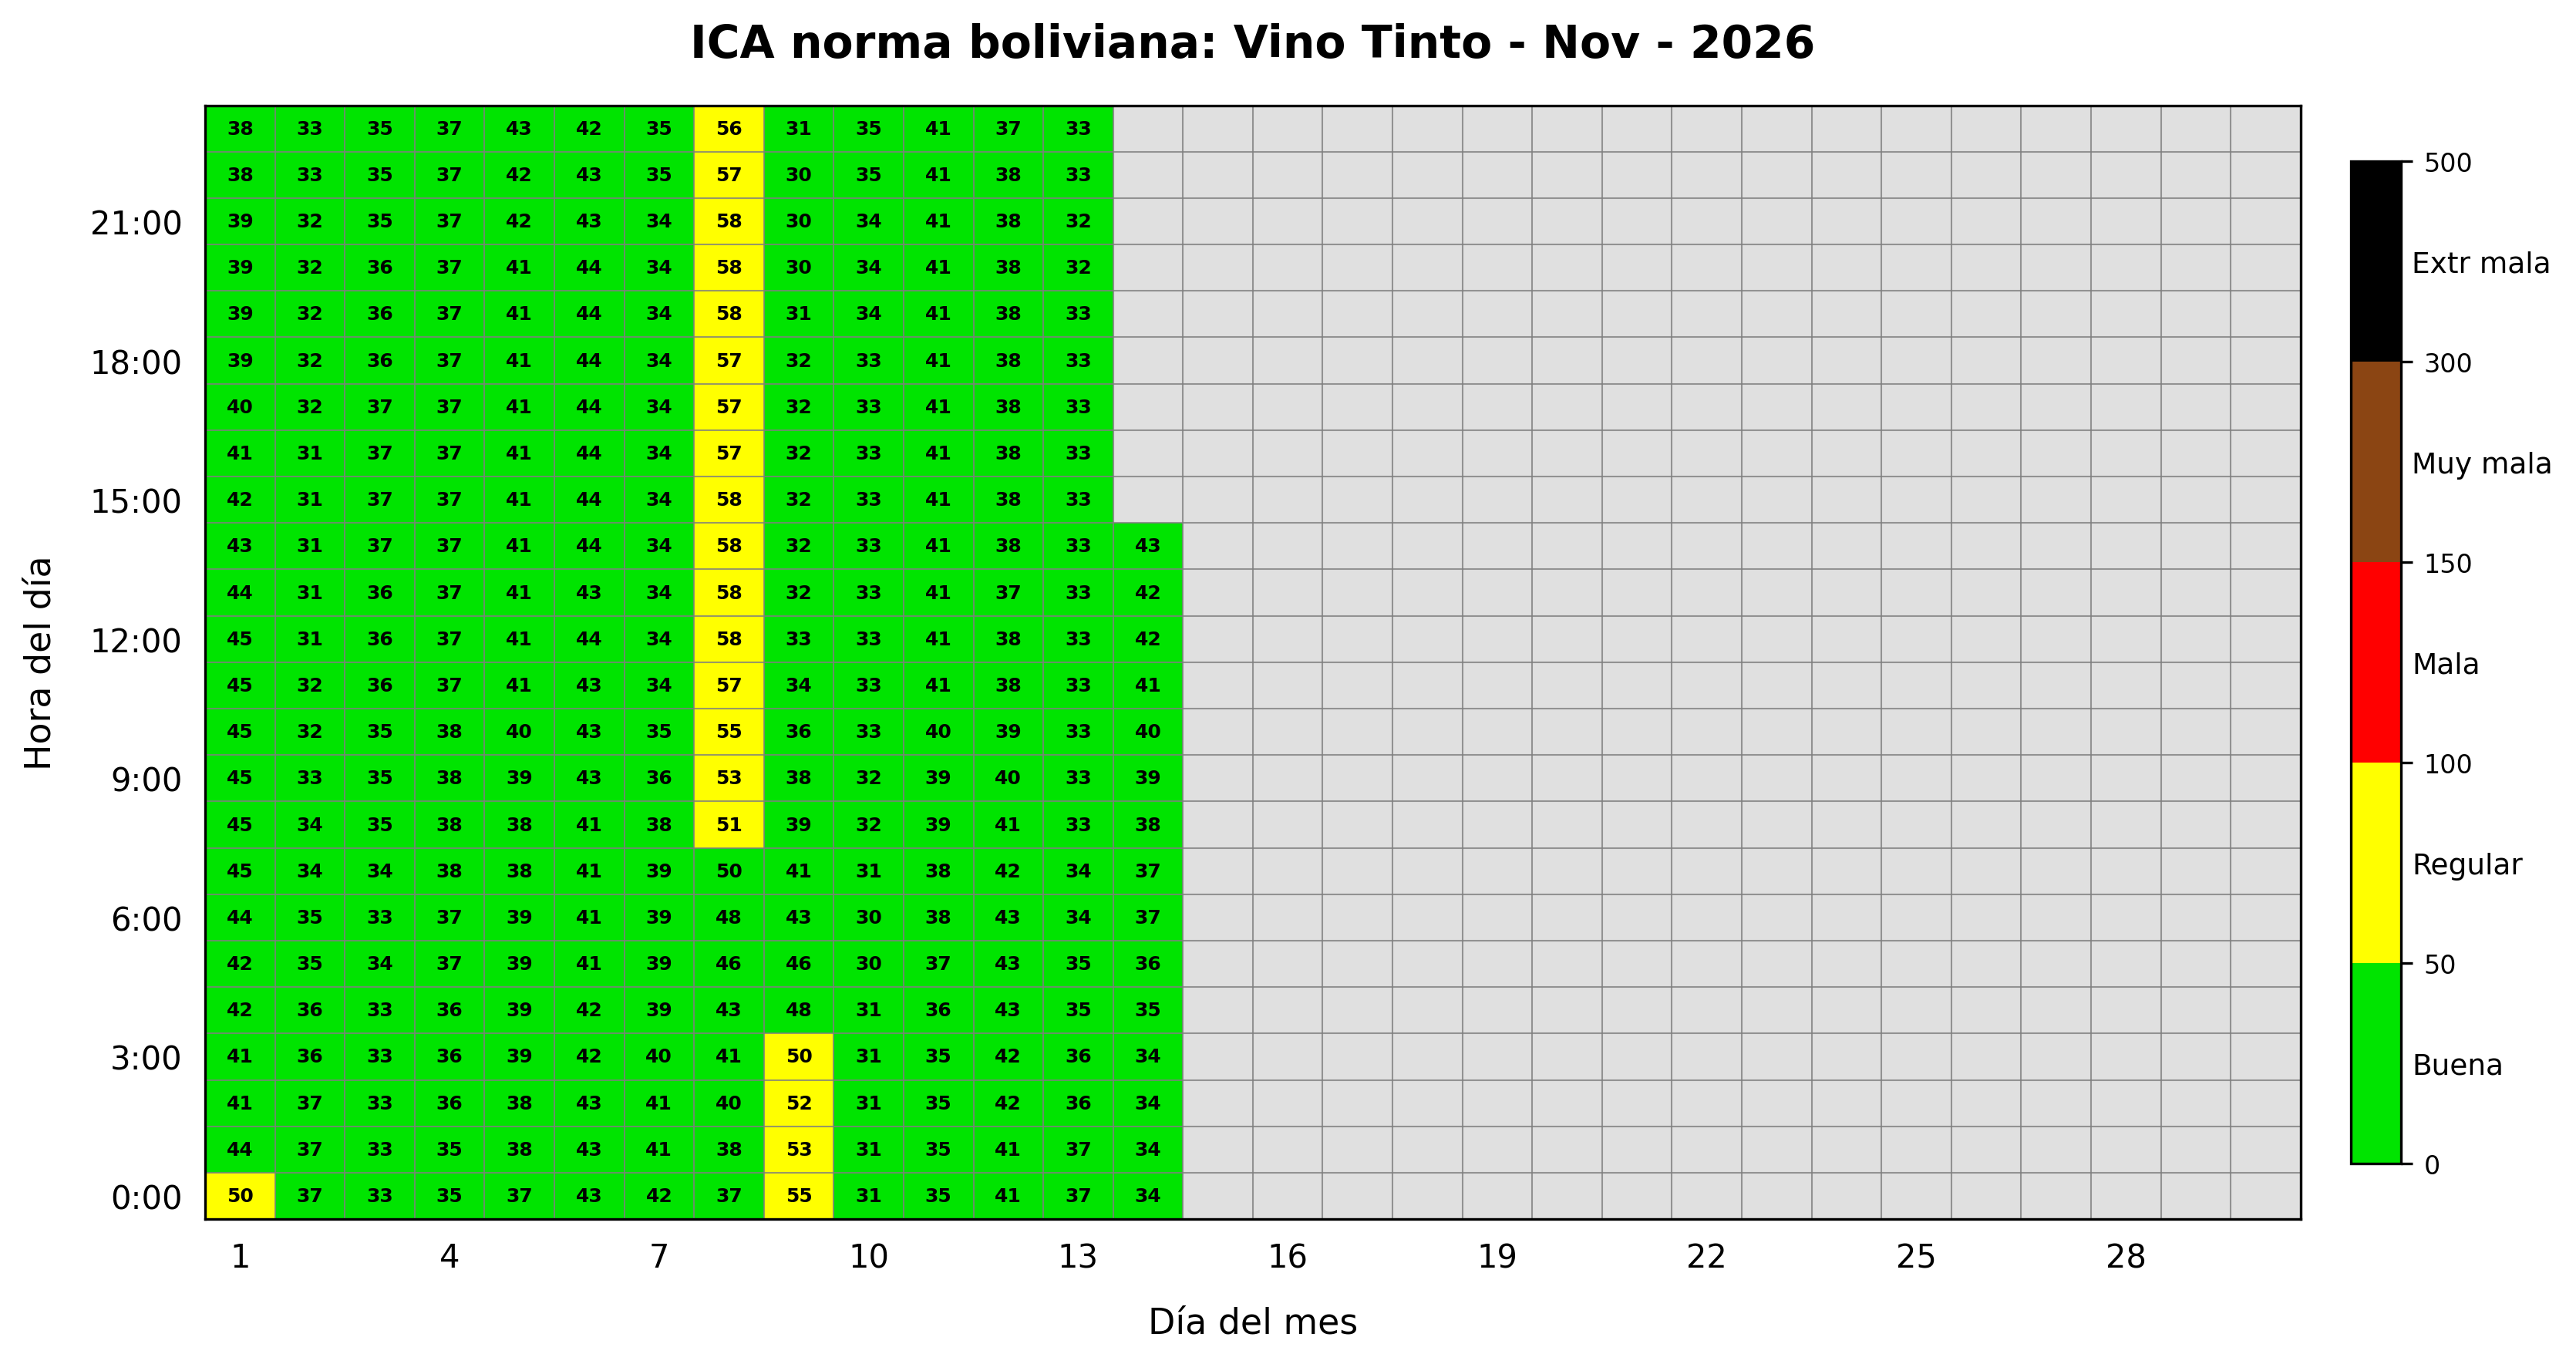 ICA norma boliviana: Vino Tinto - Nov - 2026
38 33 35 37 43 42 35 56 31 35 41 37 33
38 33 35 37 42 43 35 57 30 35 41 38 33
21:00 39 32 35 37 42 43 34 58 30 34 41 38 32
39 32 36 37 41 44 34 58 30 34 41 38 32
39 32 36 37 41 44 34 58 31 34 41 38 33
18:00 39 32 36 37 41 44 34 57 32 33 41 38 33
40 32 37 37 41 44 34 57 32 33 41 38 33
41 31 37 37 41 44 34 57 32 33 41 38 33
15:00 42 31 37 37 41 44 34 58 32 33 41 38 33
43 31 37 37 41 44 34 58 32 33 41 38 33 43
44 31 36 37 41 43 34 58 32 33 41 37 33 42
12:00 45 31 36 37 41 44 34 58 33 33 41 38 33 42
45 32 36 37 41 43 34 57 34 33 41 38 33 41
45 32 35 38 40 43 35 55 36 33 40 39 33 40
9:00 45 33 35 38 39 43 36 53 38 32 39 40 33 39
45 34 35 38 38 41 38 51 39 32 39 41 33 38
45 34 34 38 38 41 39 50 41 31 38 42 34 37
6:00 44 35 33 37 39 41 39 48 43 30 38 43 34 37
42 35 34 37 39 41 39 46 46 30 37 43 35 36
42 36 33 36 39 42 39 43 48 31 36 43 35 35
3:00 41 36 33 36 39 42 40 41 50 31 35 42 36 34
41 37 33 36 38 43 41 40 52 31 35 42 36 34
44 37 33 35 38 43 41 38 53 31 35 41 37 34
0:00 50 37 33 35 37 43 42 37 55 31 35 41 37 34
1 4 7 10 13 16 19 22 25 28
Día del mes
Hora del día
500
Extr mala
300
Muy mala
150
Mala
100
Regular
50
Buena
0